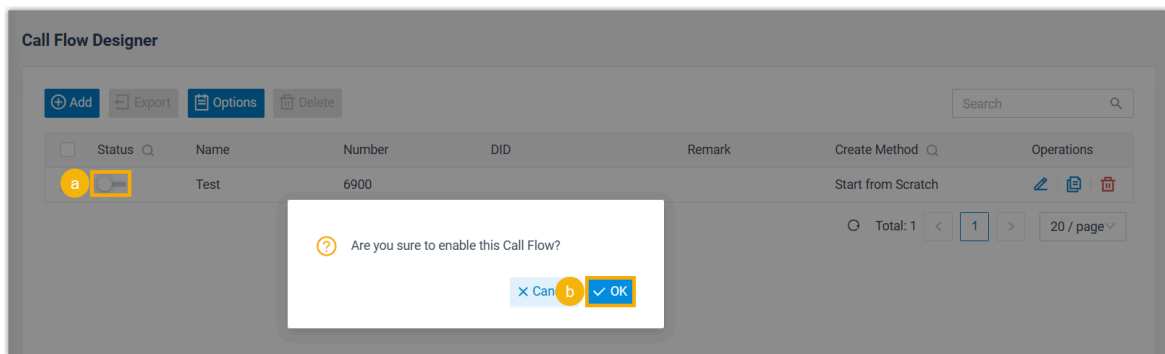 Call Flow Designer
Add Export Options Delete Search
Status Name Number DID Remark Create Method Operations
a Test 6900 Start from Scratch
Total: 1 < 1 > 20 / page
Are you sure to enable this Call Flow?
Can b OK